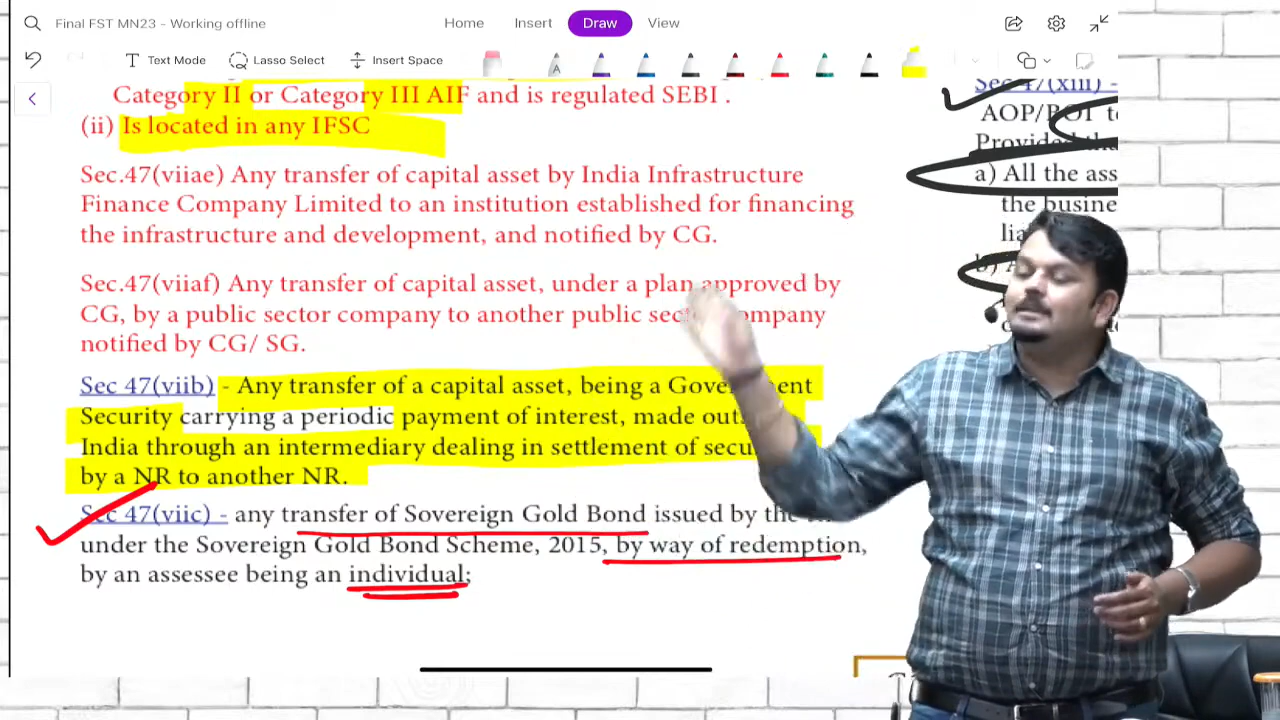 Final FST MN23 - Working offline
Home Insert Draw View
Text Mode Lasso Select Insert Space
Category II or Category III AIF and is regulated SEBI .
(ii) Is located in any IFSC
Sec.47(viiae) Any transfer of capital asset by India Infrastructure
Finance Company Limited to an institution established for financing
the infrastructure and development, and notified by CG.
Sec.47(viiaf) Any transfer of capital asset, under a plan approved by
CG, by a public sector company to another public sector company
notified by CG/ SG.
Sec 47(viib) - Any transfer of a capital asset, being a Government
Security carrying a periodic payment of interest, made
India through an intermediary dealing in settlement of
by a NR to another NR.
Sec 47(viic) - any transfer of Sovereign Gold Bond issued by the
under the Sovereign Gold Bond Scheme, 2015, by way of redemption,
by an assessee being an individual;
Sec 47(xiii) -
AOP/BOI
Provided
a) All the
the
b)